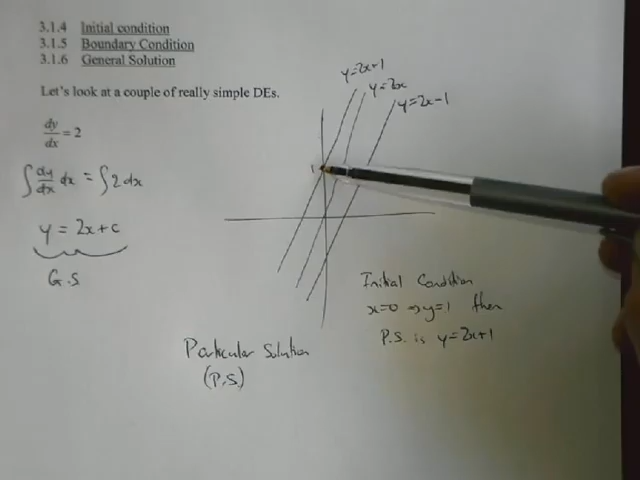 3.1.4 Initial condition
3.1.5 Boundary Condition
3.1.6 General Solution
Let's look at a couple of really simple DEs.
dy/dx = 2
∫ dy/dx dx = ∫ 2 dx
y = 2x + c
G.S.
y=2x+1
y=2x
y=2x-1
1
Initial Condition
x=0 ⇒ y=1 then
P.S. is y=2x+1
Particular Solution
(P.S)